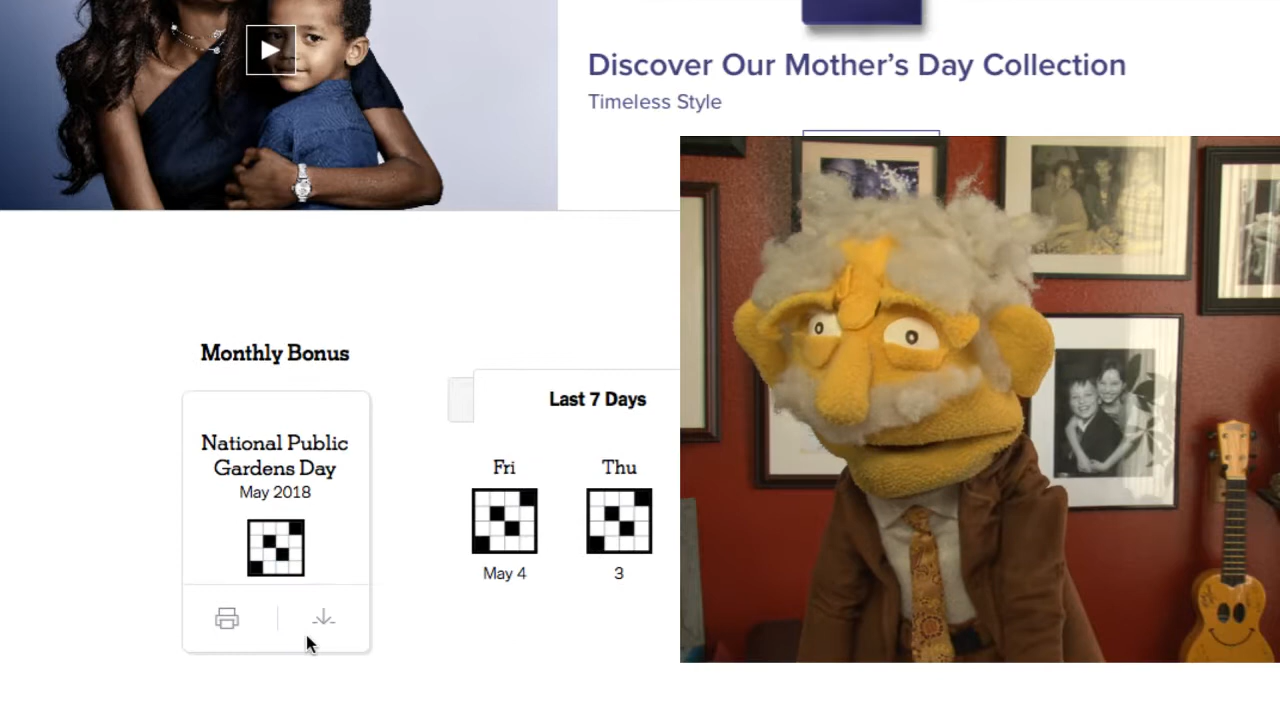 Discover Our Mother's Day Collection
Timeless Style
Monthly Bonus
National Public
Gardens Day
May 2018
Last 7 Days
Fri
Thu
May 4
3